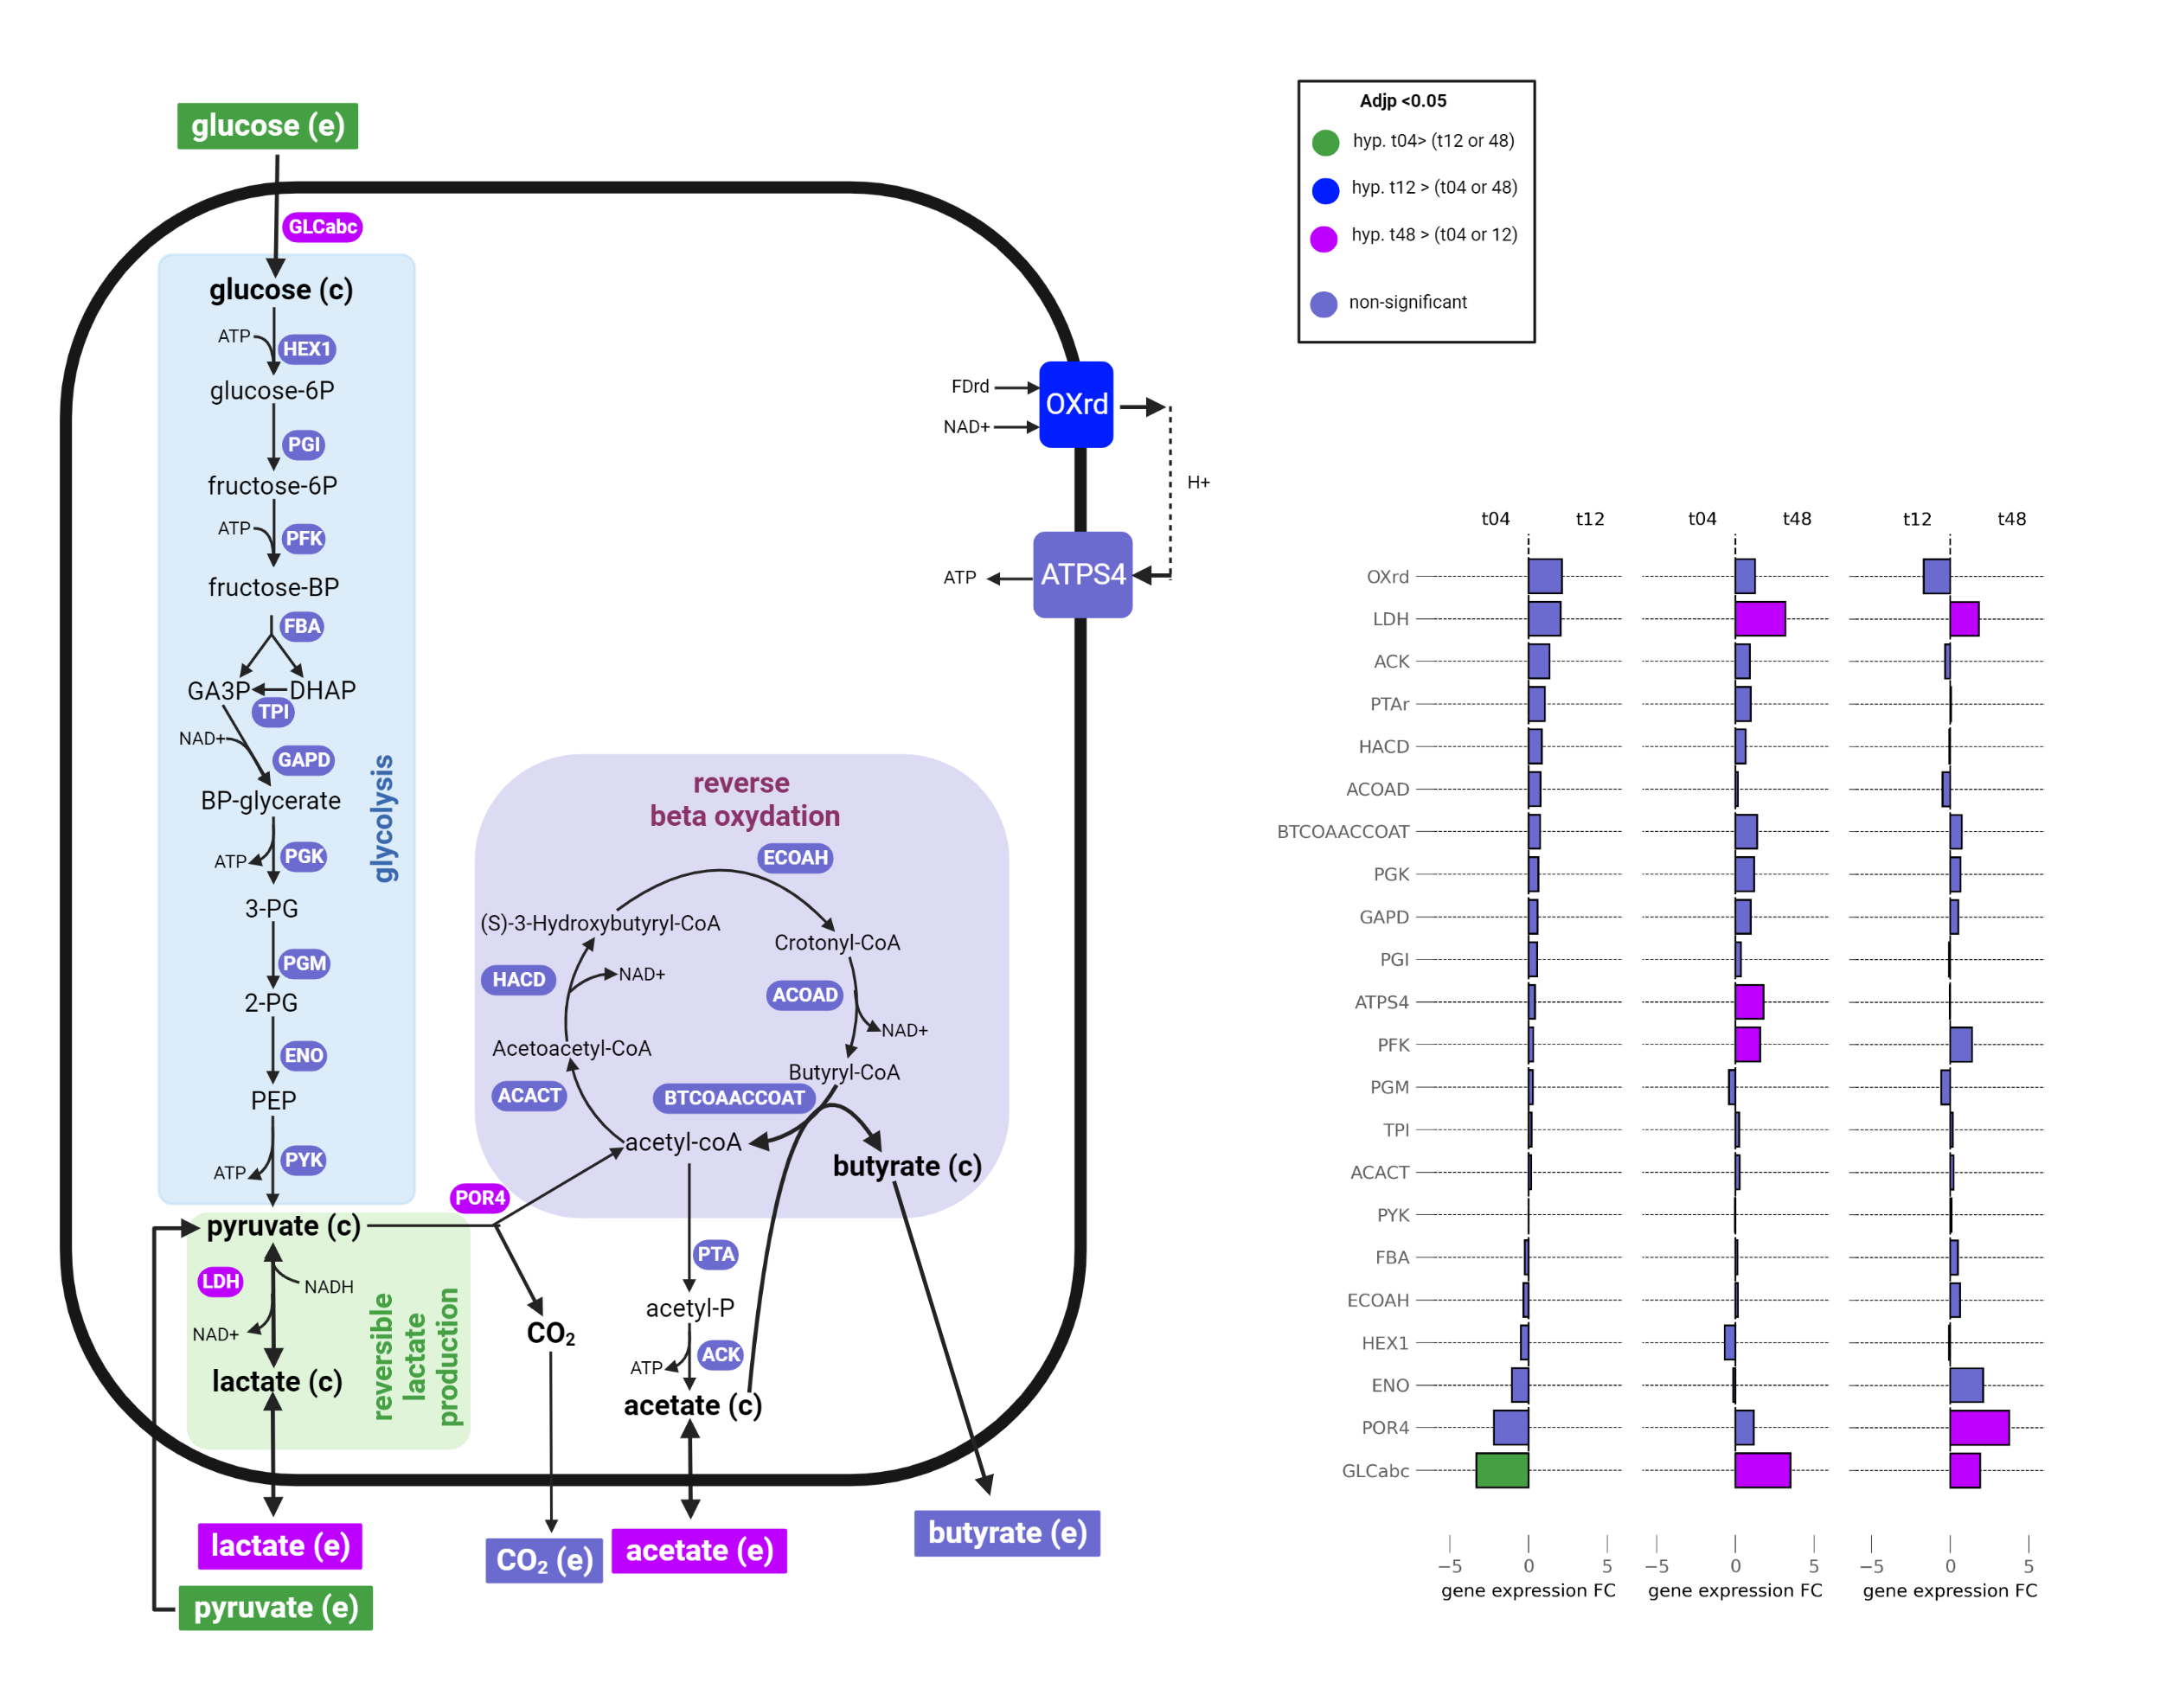 glucose (e)
GLCabc
glucose (c)
ATP
HEX1
glucose-6P
PGI
fructose-6P
ATP
PFK
fructose-BP
FBA
GA3P
DHAP
TPI
NAD+
GAPD
BP-glycerate
ATP
PGK
3-PG
PGM
2-PG
ENO
PEP
ATP
PYK
glycolysis
pyruvate (c)
LDH
NADH
NAD+
lactate (c)
reversible
lactate
production
lactate (e)
pyruvate (e)
POR4
CO₂
CO₂ (e)
reverse
beta oxydation
ECOAH
(S)-3-Hydroxybutyryl-CoA
Crotonyl-CoA
HACD
NAD+
ACOAD
NAD+
Acetoacetyl-CoA
Butyryl-CoA
ACACT
BTCOAACCOAT
acetyl-coA
butyrate (c)
PTA
acetyl-P
ATP
ACK
acetate (c)
acetate (e)
butyrate (e)
FDrd
NAD+
OXrd
H+
ATP
ATPS4
Adjp <0.05
hyp. t04> (t12 or 48)
hyp. t12 > (t04 or 48)
hyp. t48 > (t04 or 12)
non-significant
t04 t12 t04 t48 t12 t48
OXrd
LDH
ACK
PTAr
HACD
ACOAD
BTCOAACCOAT
PGK
GAPD
PGI
ATPS4
PFK
PGM
TPI
ACACT
PYK
FBA
ECOAH
HEX1
ENO
POR4
GLCabc
−5 0 5 −5 0 5 −5 0 5
gene expression FC gene expression FC gene expression FC